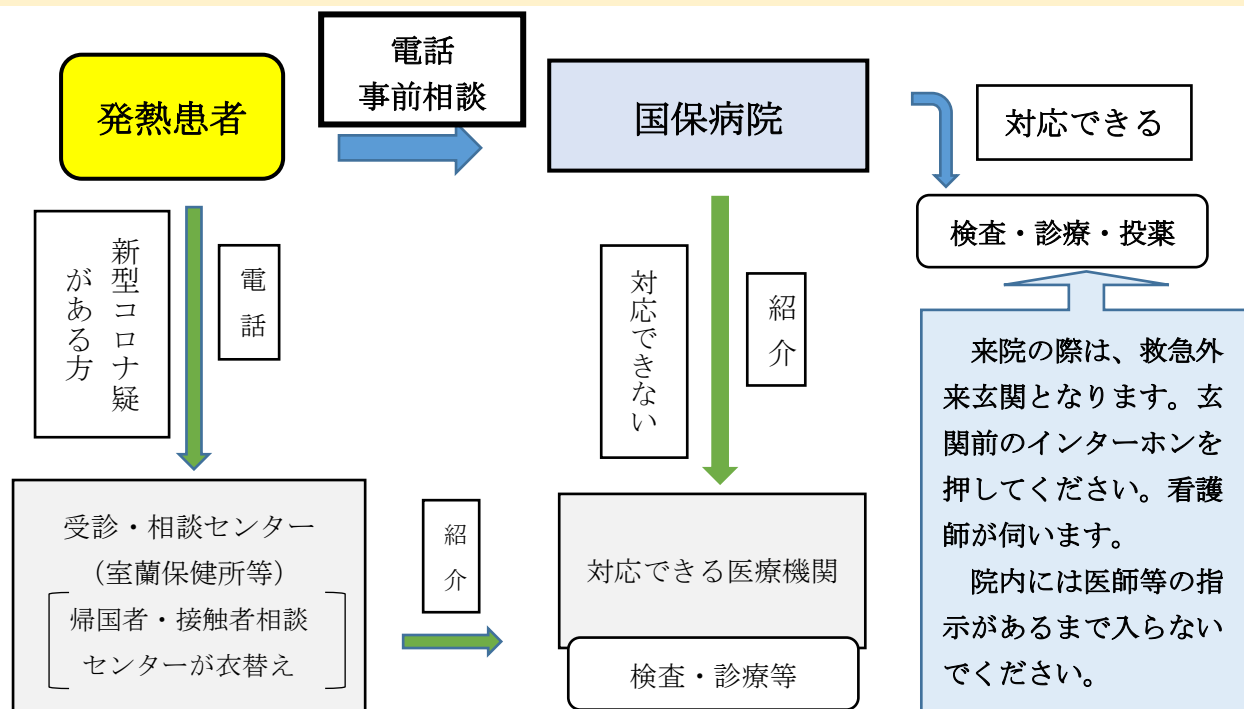 発熱患者
電話
事前相談
国保病院
対応できる
検査・診療・投薬
新型コロナ疑
がある方
電話
対応できない
紹介
来院の際は、救急外
来玄関となります。玄
関前のインターホンを
押してください。看護
師が伺います。
院内には医師等の指
示があるまで入らない
でください。
受診・相談センター
（室蘭保健所等）
帰国者・接触者相談
センターが衣替え
紹介
対応できる医療機関
検査・診療等